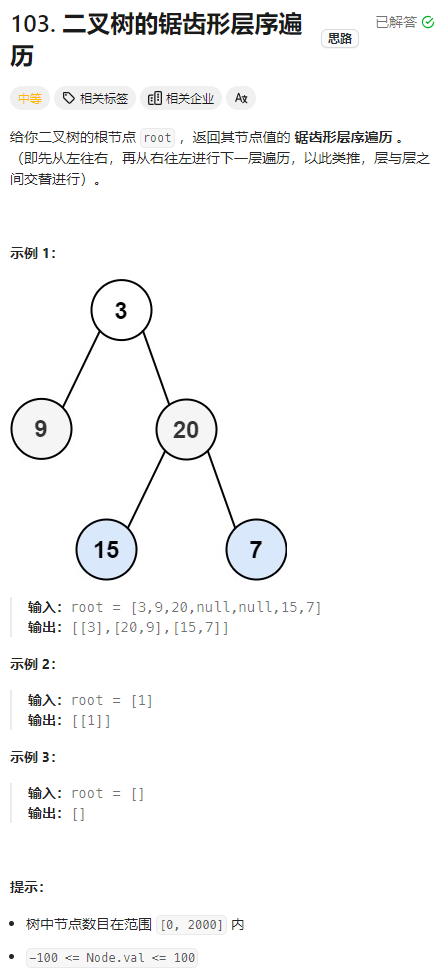 103. 二叉树的锯齿形层序遍
历
思路
已解答
中等
相关标签
相关企业
Aあ
给你二叉树的根节点 root ，返回其节点值的 锯齿形层序遍历 。
（即先从左往右，再从右往左进行下一层遍历，以此类推，层与层之
间交替进行）。
示例 1：
3
9
20
15
7
输入：root = [3,9,20,null,null,15,7]
输出：[[3],[20,9],[15,7]]
示例 2：
输入：root = [1]
输出：[[1]]
示例 3：
输入：root = []
输出：[]
提示：
树中节点数目在范围 [0, 2000] 内
-100 <= Node.val <= 100